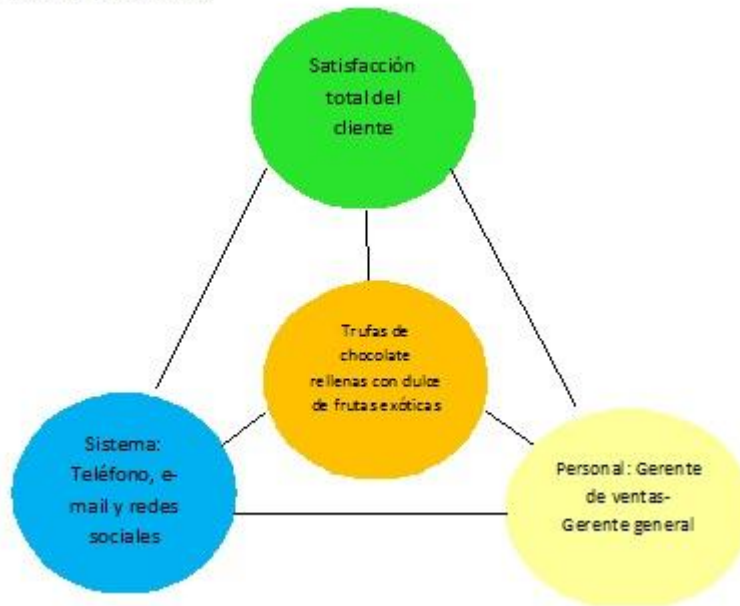 Satisfacción
total del
cliente
Trufas de
chocolate
rellenas con dulce
de frutas exóticas
Sistema:
Teléfono, e-
mail y redes
sociales
Personal: Gerente
de ventas-
Gerente general